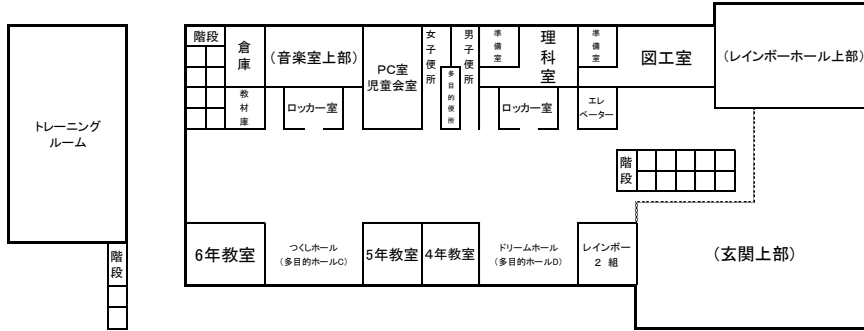 トレーニング
ルーム
階段
階段
倉庫
教材庫
(音楽室上部)
ロッカー室
PC室
児童会室
女子便所
多目的便所
男子便所
準備室
理科室
ロッカー室
準備室
図工室
エレ
ベーター
(レインボーホール上部)
階段
6年教室
つくしホール
(多目的ホールC)
5年教室
4年教室
ドリームホール
(多目的ホールD)
レインボー
2 組
(玄関上部)